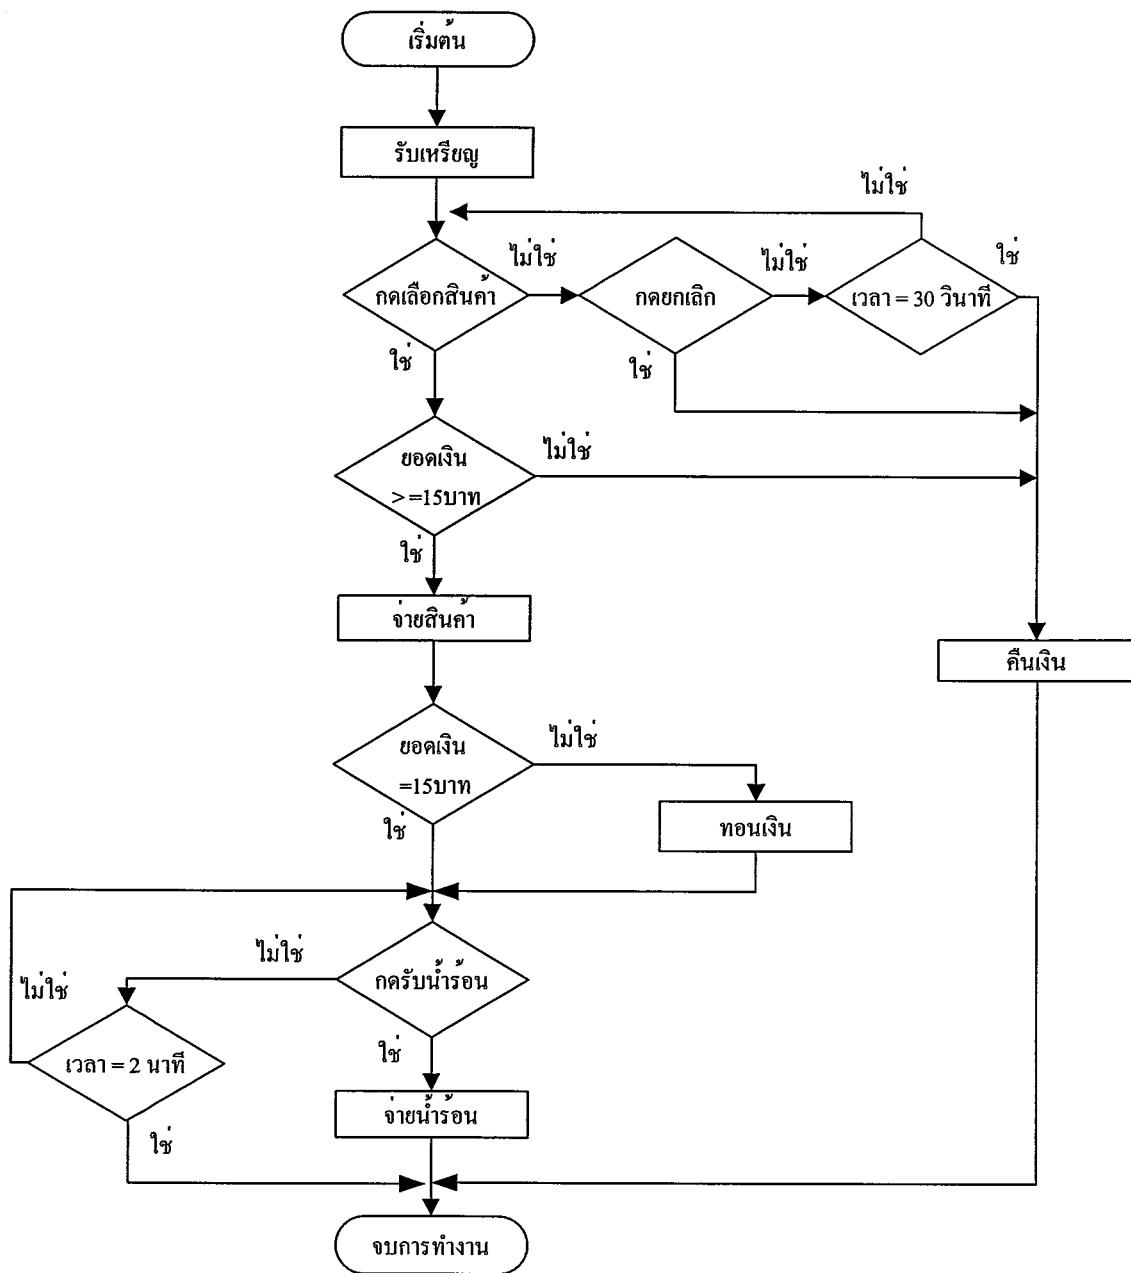 เริ่มต้น
รับเหรียญ
ไม่ใช่
ไม่ใช่
ไม่ใช่
ใช่
กดเลือกสินค้า
กดยกเลิก
เวลา = 30 วินาที
ใช่
ใช่
ยอดเงิน
> =15บาท
ไม่ใช่
ใช่
จ่ายสินค้า
คืนเงิน
ยอดเงิน
=15บาท
ไม่ใช่
ใช่
ทอนเงิน
ไม่ใช่
กดรับน้ำร้อน
ไม่ใช่
เวลา = 2 นาที
ใช่
จ่ายน้ำร้อน
ใช่
จบการทำงาน